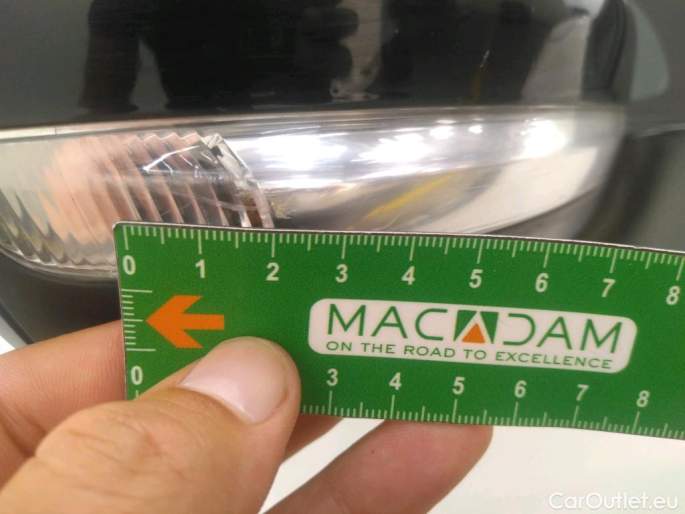 0 1 2 3 4 5 6 7 8
MACADAM
ON THE ROAD TO EXCELLENCE
0 3 4 5 6 7 8
CarOutlet.eu